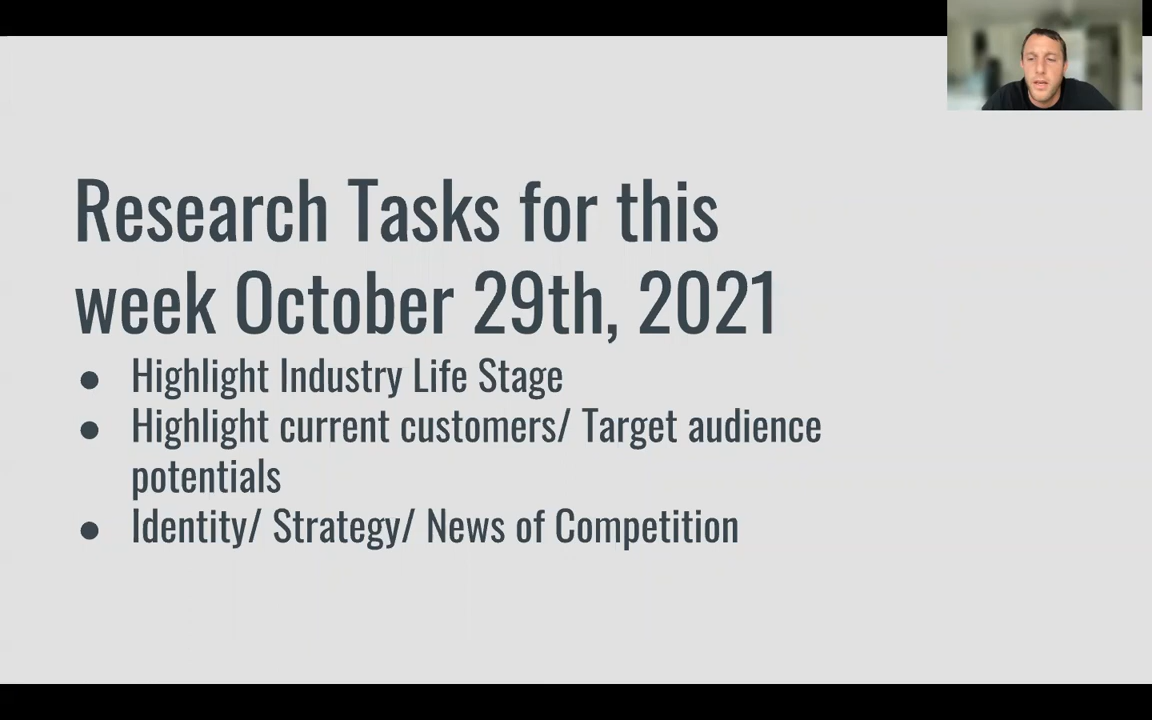 Research Tasks for this
week October 29th, 2021
● Highlight Industry Life Stage
● Highlight current customers/ Target audience
potentials
● Identity/ Strategy/ News of Competition